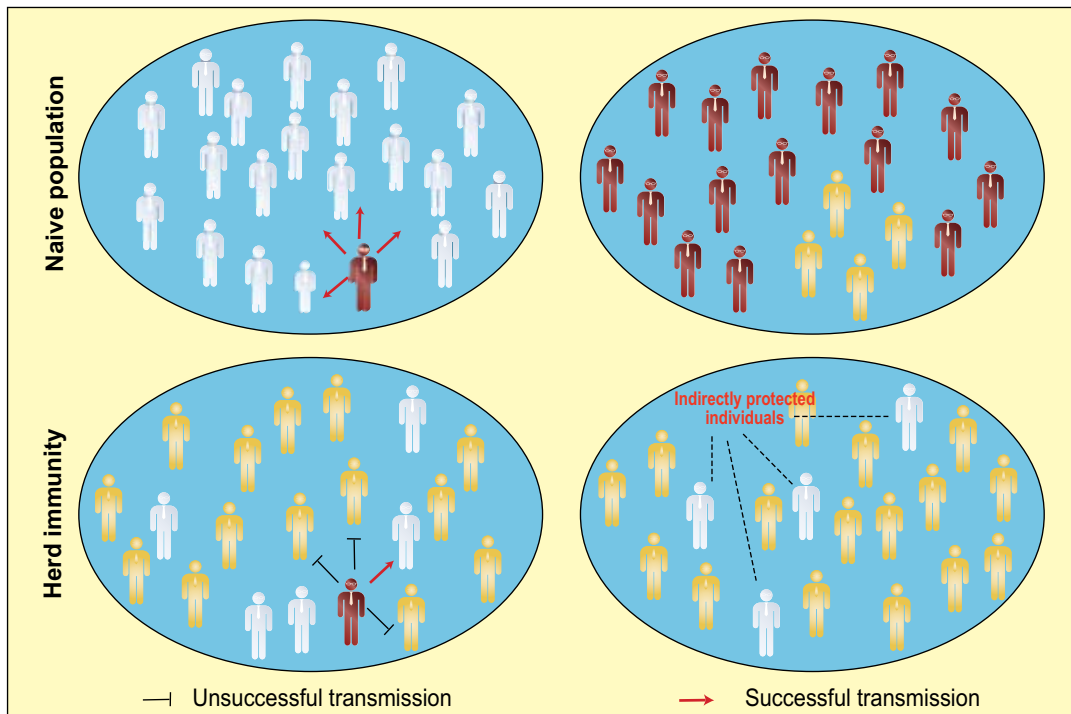 Naive population
Indirectly protected
individuals
Herd immunity
Unsuccessful transmission
Successful transmission